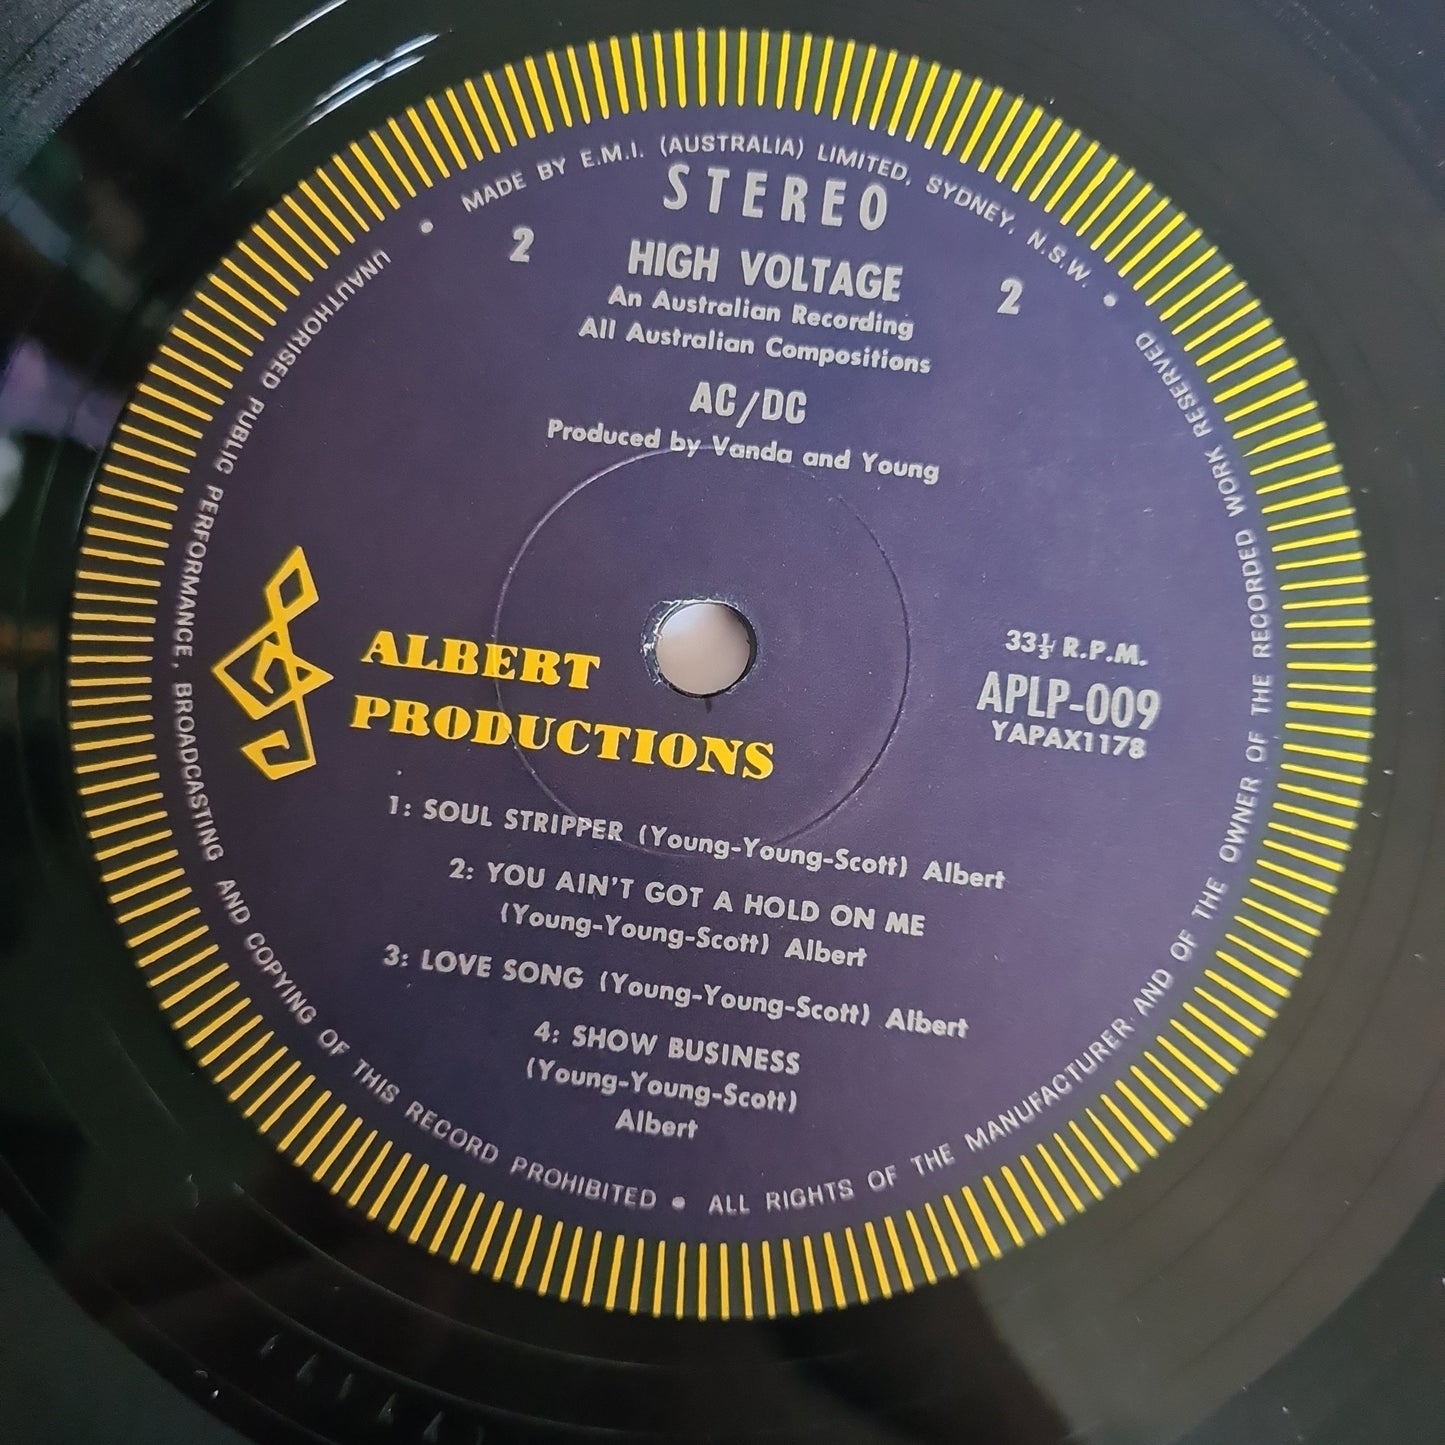 MADE BY E.M.I. (AUSTRALIA) LIMITED, SYDNEY, N.S.W.
STEREO
2
2
HIGH VOLTAGE
An Australian Recording
All Australian Compositions
AC/DC
Produced by Vanda and Young
ALBERT
PRODUCTIONS
33⅓ R.P.M.
APLP-009
YAPAX1178
1: SOUL STRIPPER (Young-Young-Scott) Albert
2: YOU AIN'T GOT A HOLD ON ME
(Young-Young-Scott) Albert
3: LOVE SONG (Young-Young-Scott) Albert
4: SHOW BUSINESS
(Young-Young-Scott)
Albert
UNAUTHORISED PUBLIC PERFORMANCE, BROADCASTING AND COPYING OF THIS RECORD PROHIBITED • ALL RIGHTS OF THE MANUFACTURER AND OF THE OWNER OF THE RECORDED WORK RESERVED